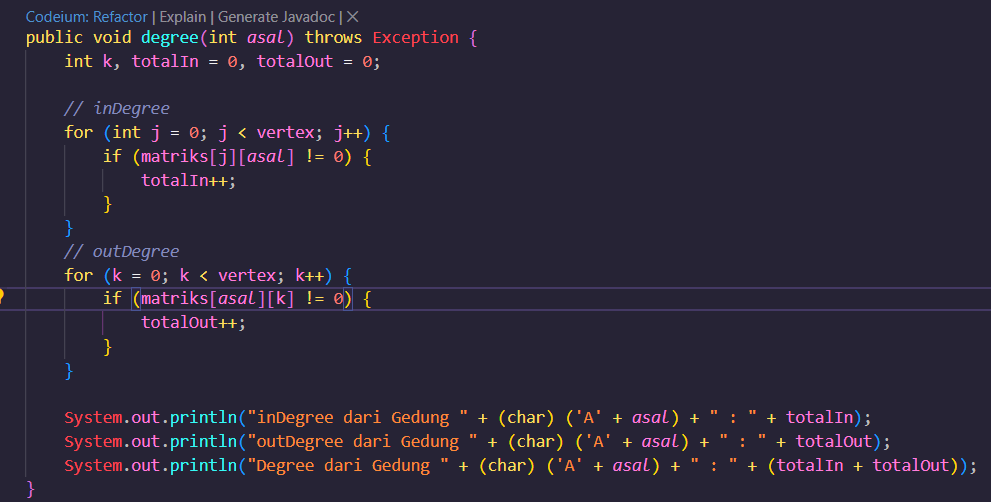 Codeium: Refactor | Explain | Generate Javadoc | ×
public void degree(int asal) throws Exception {
    int k, totalIn = 0, totalOut = 0;

    // inDegree
    for (int j = 0; j < vertex; j++) {
        if (matriks[j][asal] != 0) {
            totalIn++;
        }
    }
    // outDegree
    for (k = 0; k < vertex; k++) {
        if (matriks[asal][k] != 0) {
            totalOut++;
        }
    }

    System.out.println("inDegree dari Gedung " + (char) ('A' + asal) + " : " + totalIn);
    System.out.println("outDegree dari Gedung " + (char) ('A' + asal) + " : " + totalOut);
    System.out.println("Degree dari Gedung " + (char) ('A' + asal) + " : " + (totalIn + totalOut));
}